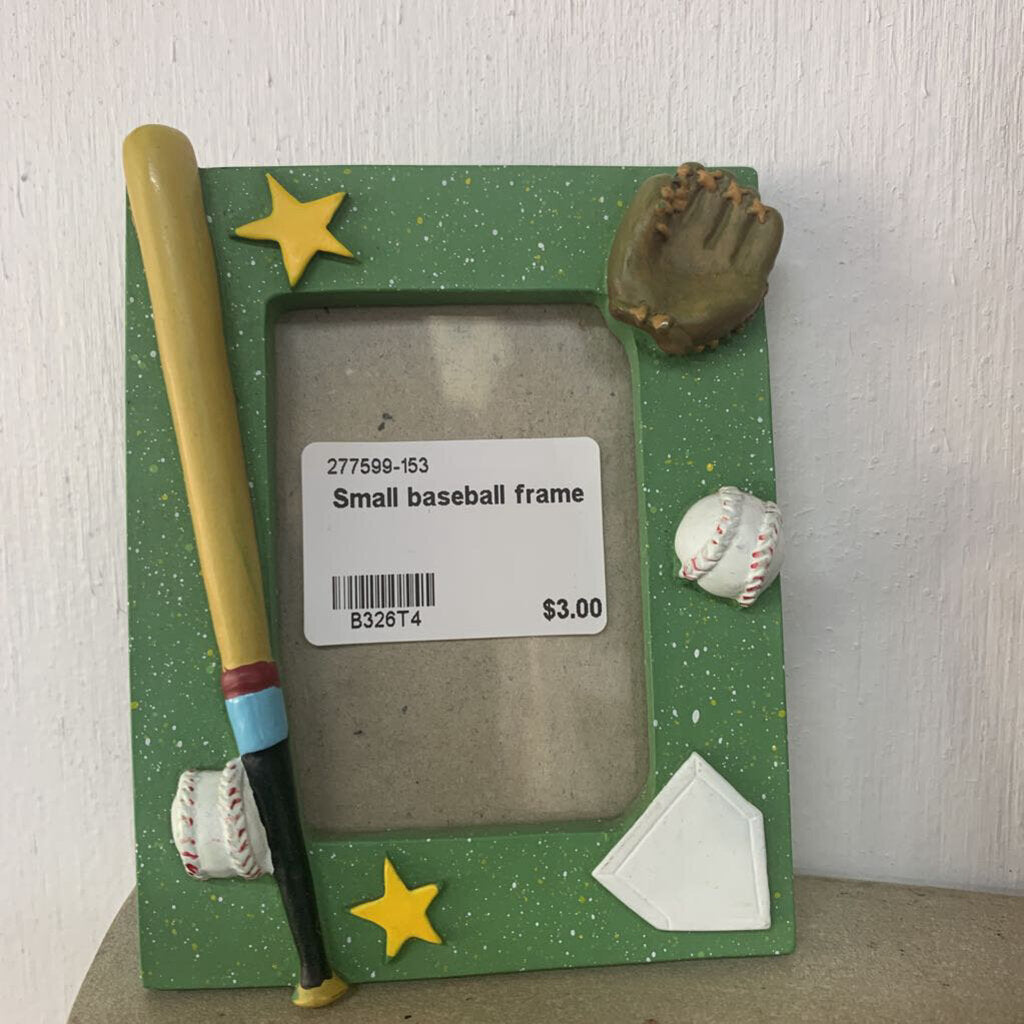 277599-153
Small baseball frame
B326T4
$3.00